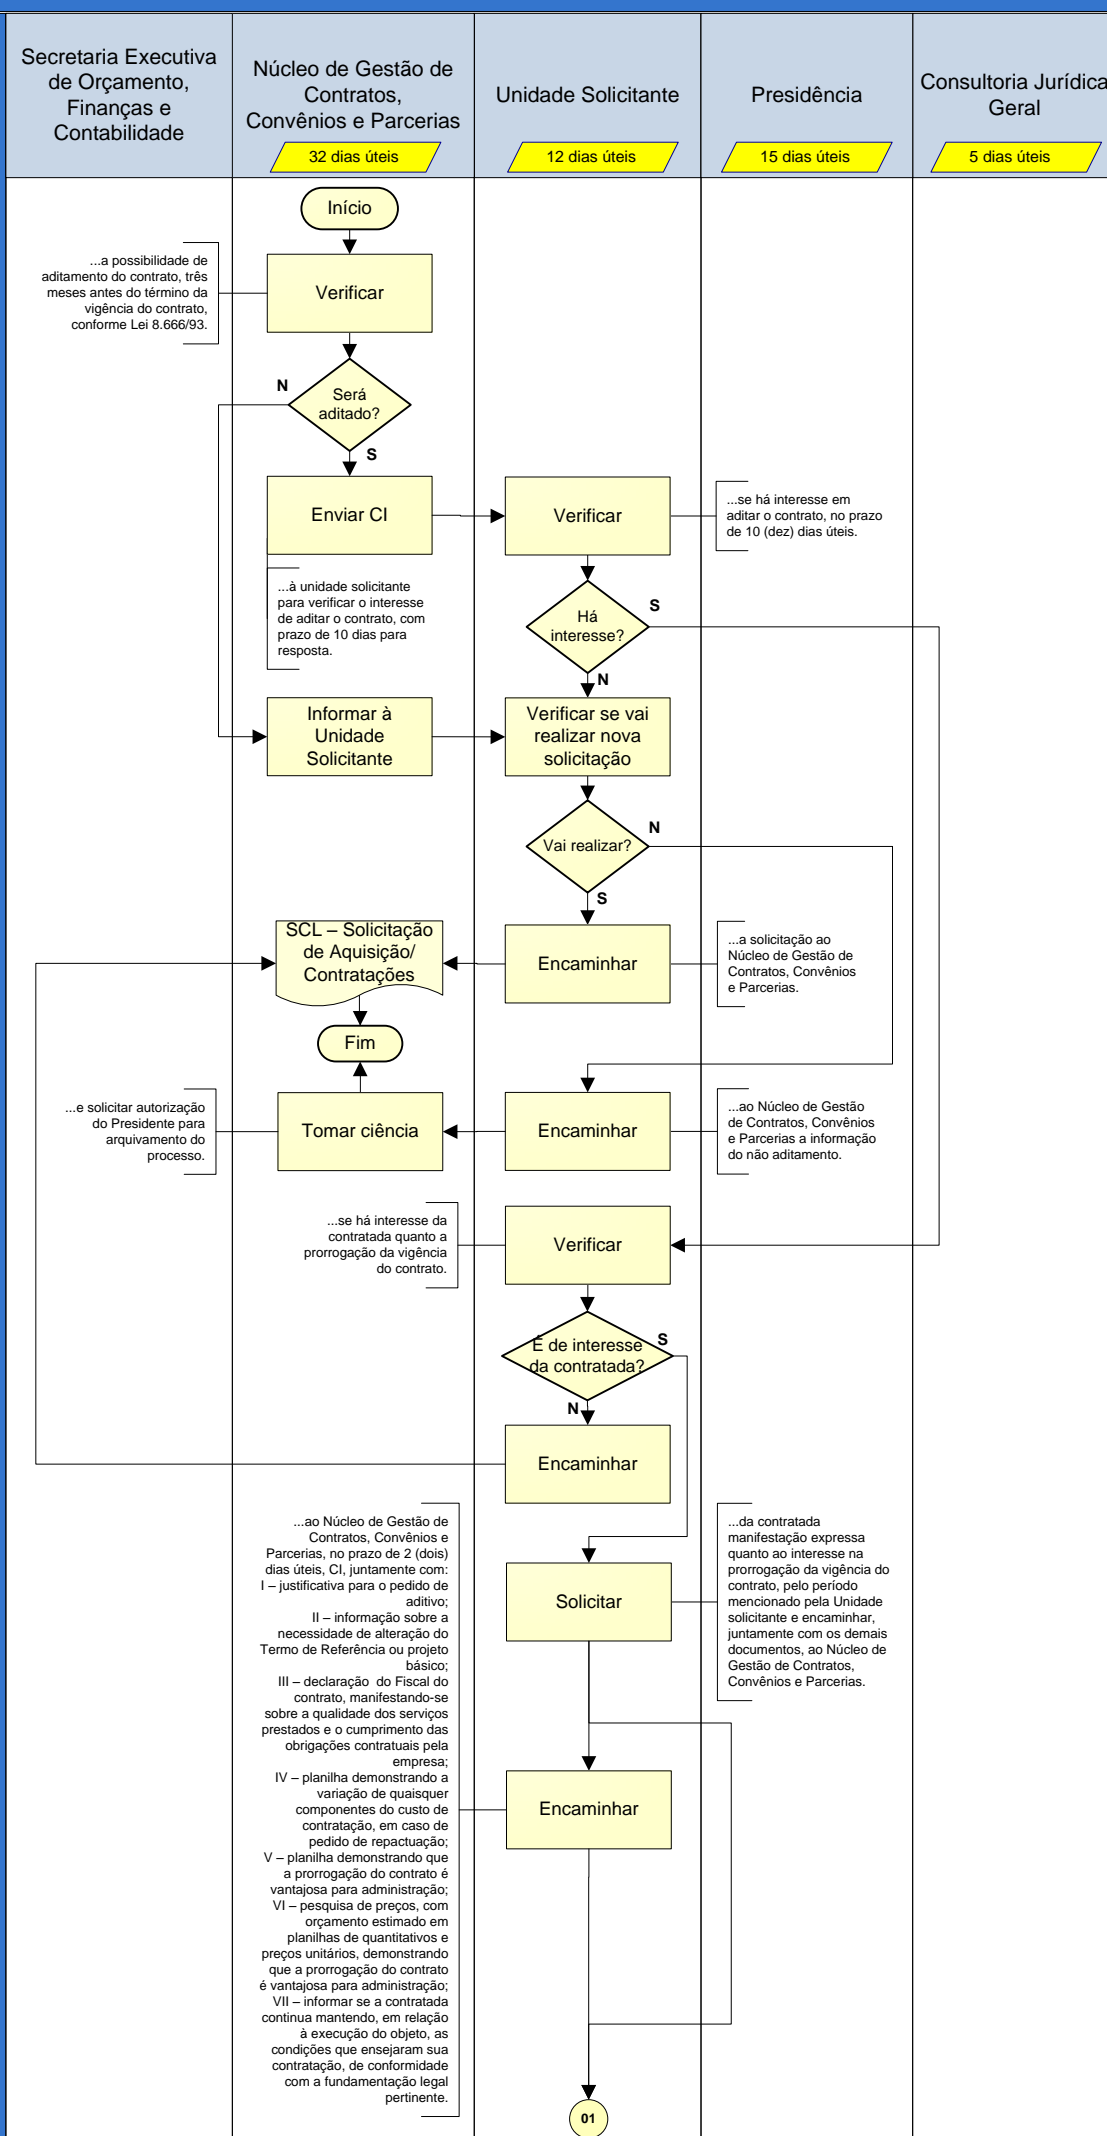 Secretaria Executiva
de Orçamento,
Finanças e
Contabilidade
Núcleo de Gestão de
Contratos,
Convênios e Parcerias
32 dias úteis
Unidade Solicitante
12 dias úteis
Presidência
15 dias úteis
Consultoria Jurídica
Geral
5 dias úteis
Início
...a possibilidade de
aditamento do contrato, três
meses antes do término da
vigência do contrato,
conforme Lei 8.666/93.
Verificar
N
Será
aditado?
S
Enviar CI
Verificar
...se há interesse em
aditar o contrato, no prazo
de 10 (dez) dias úteis.
...à unidade solicitante
para verificar o interesse
de aditar o contrato, com
prazo de 10 dias para
resposta.
Há
interesse?
S
N
Informar à
Unidade
Solicitante
Verificar se vai
realizar nova
solicitação
Vai realizar?
N
S
SCL – Solicitação
de Aquisição/
Contratações
Encaminhar
...a solicitação ao
Núcleo de Gestão de
Contratos, Convênios
e Parcerias.
Fim
...e solicitar autorização
do Presidente para
arquivamento do
processo.
Tomar ciência
Encaminhar
...ao Núcleo de Gestão
de Contratos, Convênios
e Parcerias a informação
do não aditamento.
...se há interesse da
contratada quanto a
prorrogação da vigência
do contrato.
Verificar
É de interesse
da contratada?
S
N
Encaminhar
...ao Núcleo de Gestão de
Contratos, Convênios e
Parcerias, no prazo de 2 (dois)
dias úteis, CI, juntamente com:
I – justificativa para o pedido de
aditivo;
II – informação sobre a
necessidade de alteração do
Termo de Referência ou projeto
básico;
III – declaração  do Fiscal do
contrato, manifestando-se
sobre a qualidade dos serviços
prestados e o cumprimento das
obrigações contratuais pela
empresa;
IV – planilha demonstrando a
variação de quaisquer
componentes do custo de
contratação, em caso de
pedido de repactuação;
V – planilha demonstrando que
a prorrogação do contrato é
vantajosa para administração;
VI – pesquisa de preços, com
orçamento estimado em
planilhas de quantitativos e
preços unitários, demonstrando
que a prorrogação do contrato
é vantajosa para administração;
VII – informar se a contratada
continua mantendo, em relação
à execução do objeto, as
condições que ensejaram sua
contratação, de conformidade
com a fundamentação legal
pertinente.
Solicitar
...da contratada
manifestação expressa
quanto ao interesse na
prorrogação da vigência do
contrato, pelo período
mencionado pela Unidade
solicitante e encaminhar,
juntamente com os demais
documentos, ao Núcleo de
Gestão de Contratos,
Convênios e Parcerias.
Encaminhar
01